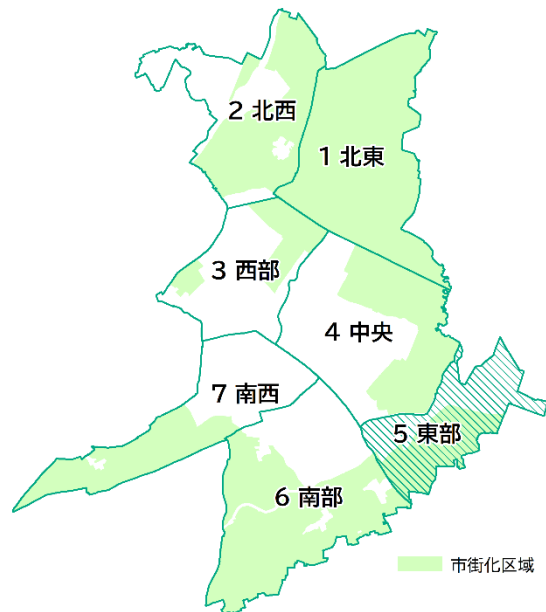 2 北西
1 北東
3 西部
4 中央
7 南西
5 東部
6 南部
市街化区域